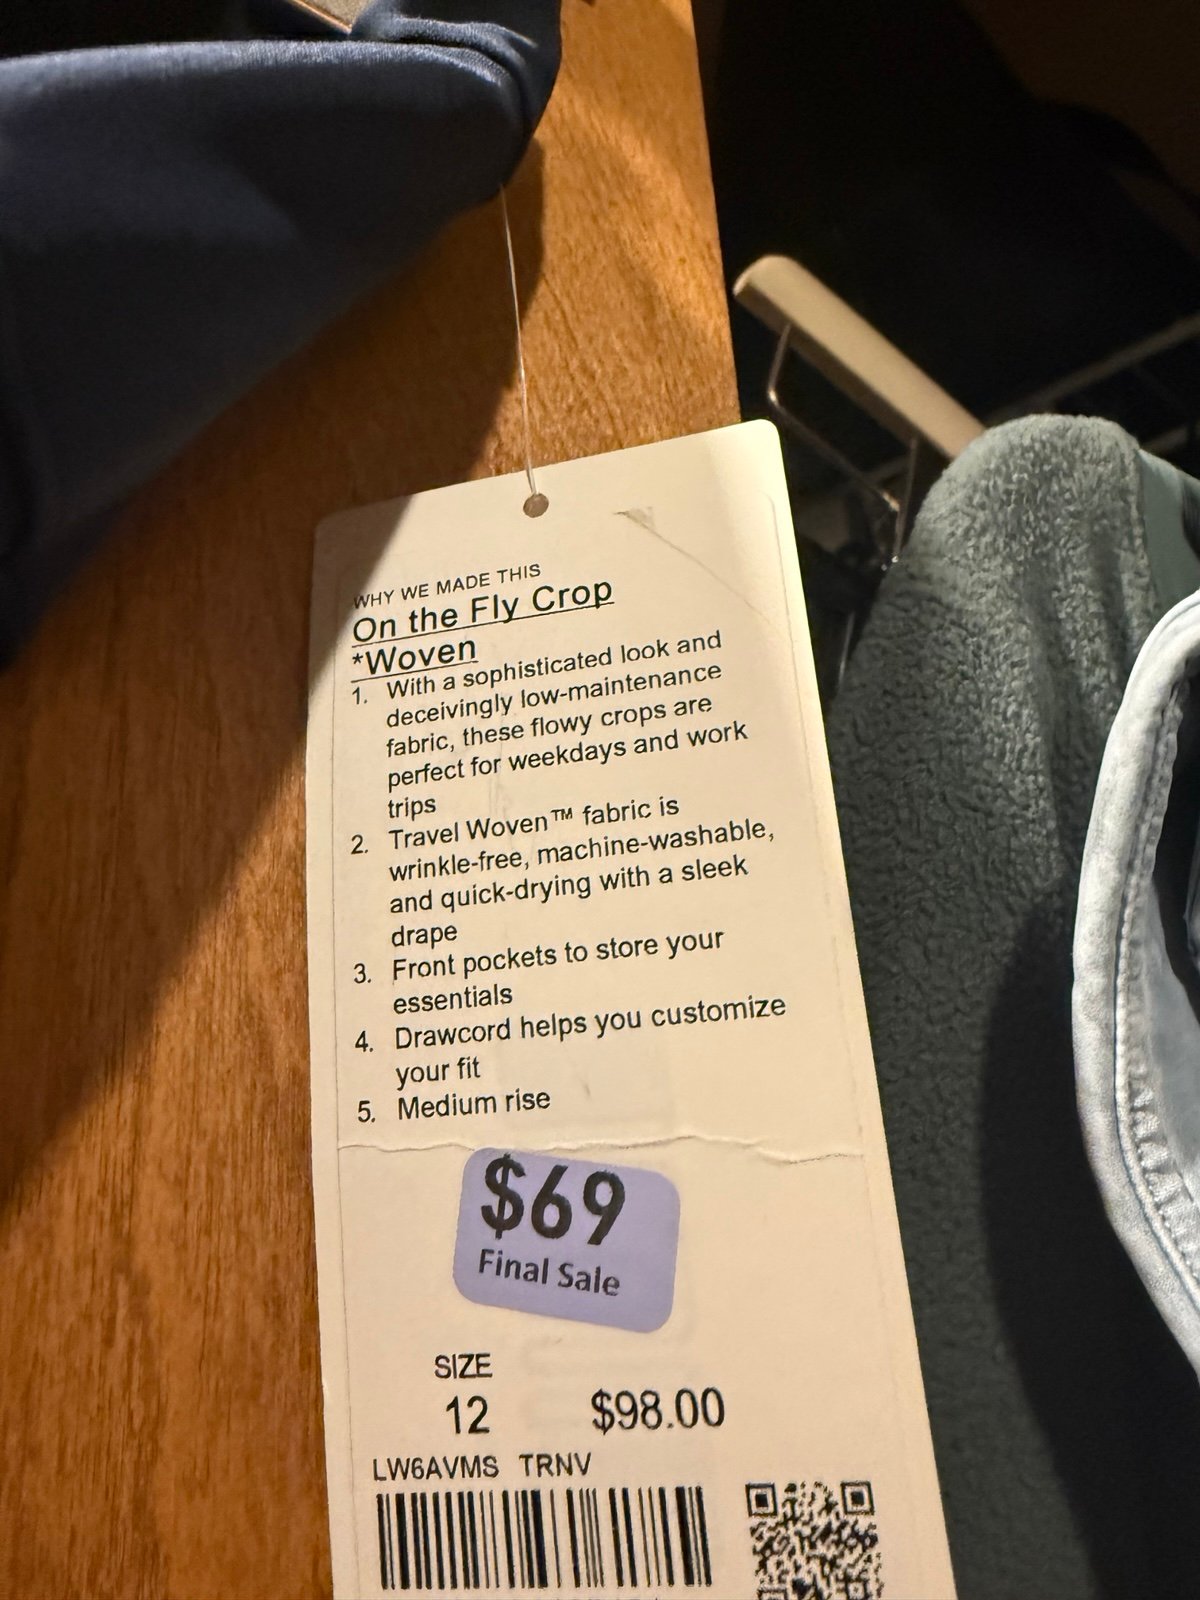 WHY WE MADE THIS
On the Fly Crop
*Woven
1. With a sophisticated look and
deceivingly low-maintenance
fabric, these flowy crops are
perfect for weekdays and work
trips
2. Travel Woven™ fabric is
wrinkle-free, machine-washable,
and quick-drying with a sleek
drape
3. Front pockets to store your
essentials
4. Drawcord helps you customize
your fit
5. Medium rise
$69
Final Sale
SIZE
12 $98.00
LW6AVMS TRNV